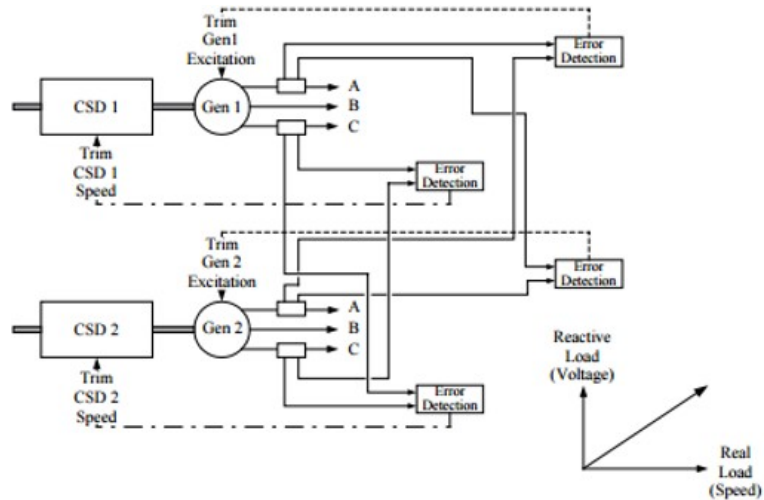 Trim
Gen1
Excitation
Error
Detection
CSD 1
Gen 1
A
B
C
Trim
CSD 1
Speed
Error
Detection
Trim
Gen 2
Excitation
Error
Detection
CSD 2
Gen 2
A
B
C
Trim
CSD 2
Speed
Error
Detection
Reactive
Load
(Voltage)
Real
Load
(Speed)